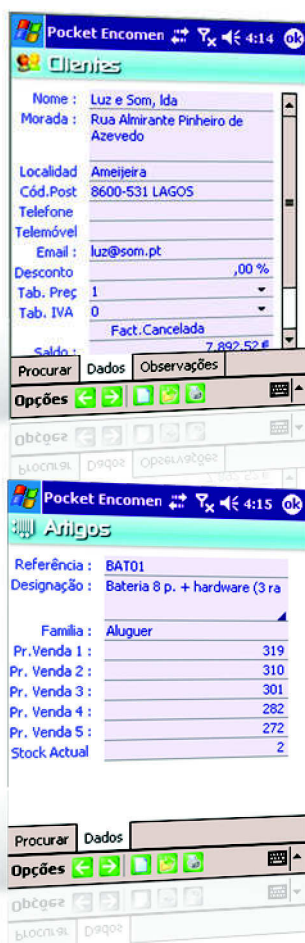 Pocket Encomen 4:14 ok
Clientes
Nome : Luz e Som, lda
Morada : Rua Almirante Pinheiro de
Azevedo
Localidad Ameijeira
Cód.Post 8600-531 LAGOS
Telefone
Telemóvel
Email : luz@som.pt
Desconto ,00 %
Tab. Preç 1
Tab. IVA 0
Fact.Cancelada
Saldo : 7.892,52 €
Procurar Dados Observações
Opções
Pocket Encomen 4:15 ok
Artigos
Referência : BAT01
Designação : Bateria 8 p. + hardware (3 ra
Familia : Aluguer
Pr.Venda 1 : 319
Pr. Venda 2 : 310
Pr. Venda 3 : 301
Pr. Venda 4 : 282
Pr. Venda 5 : 272
Stock Actual 2
Procurar Dados
Opções